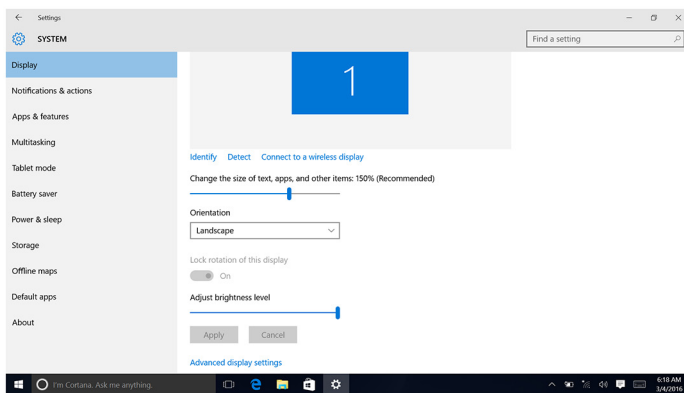 Settings
SYSTEM
Find a setting
Display
Notifications & actions
Apps & features
Multitasking
Tablet mode
Battery saver
Power & sleep
Storage
Offline maps
Default apps
About
1
Identify Detect Connect to a wireless display
Change the size of text, apps, and other items: 150% (Recommended)
Orientation
Landscape
Lock rotation of this display
On
Adjust brightness level
Apply Cancel
Advanced display settings
I'm Cortana. Ask me anything.
6:18 AM
3/4/2016